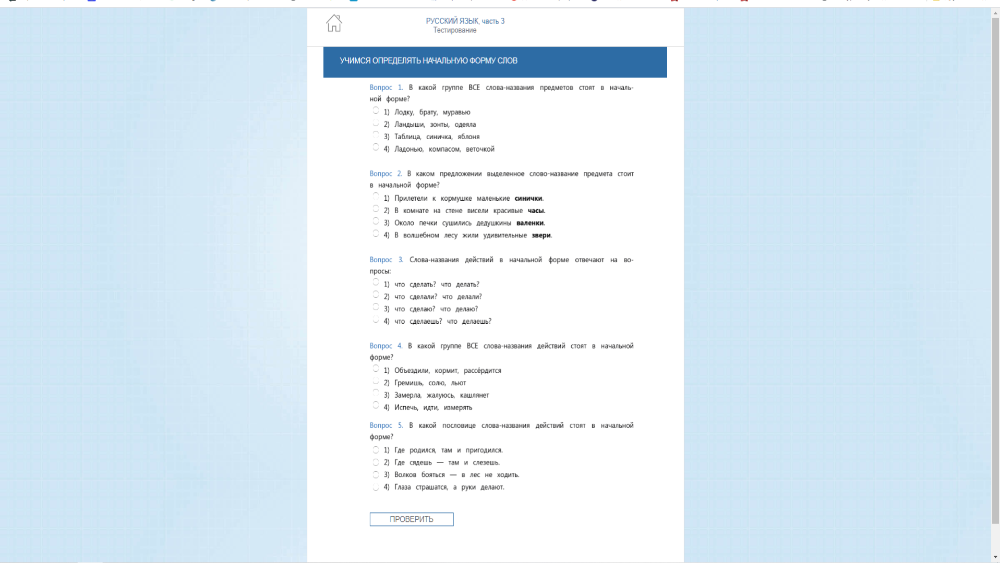 РУССКИЙ ЯЗЫК, часть 3
Тестирование
УЧИМСЯ ОПРЕДЕЛЯТЬ НАЧАЛЬНУЮ ФОРМУ СЛОВ
Вопрос 1. В какой группе ВСЕ слова-названия предметов стоят в началь-
ной форме?
1) Лодку, брату, муравью
2) Ландыши, зонты, одеяла
3) Таблица, синичка, яблоня
4) Ладонью, компасом, веточкой
Вопрос 2. В каком предложении выделенное слово-название предмета стоит
в начальной форме?
1) Прилетели к кормушке маленькие синички.
2) В комнате на стене висели красивые часы.
3) Около печки сушились дедушкины валенки.
4) В волшебном лесу жили удивительные звери.
Вопрос 3. Слова-названия действий в начальной форме отвечают на во-
просы:
1) что сделать? что делать?
2) что сделали? что делали?
3) что сделаю? что делаю?
4) что сделаешь? что делаешь?
Вопрос 4. В какой группе ВСЕ слова-названия действий стоят в начальной
форме?
1) Объездили, кормит, рассе́рдится
2) Гремишь, солю, льют
3) Замерла, жалуюсь, кашлянет
4) Испечь, идти, измерять
Вопрос 5. В какой пословице слова-названия действий стоят в начальной
форме?
1) Где родился, там и пригодился.
2) Где сядешь — там и слезешь.
3) Волков бояться — в лес не ходить.
4) Глаза страшатся, а руки делают.
ПРОВЕРИТЬ